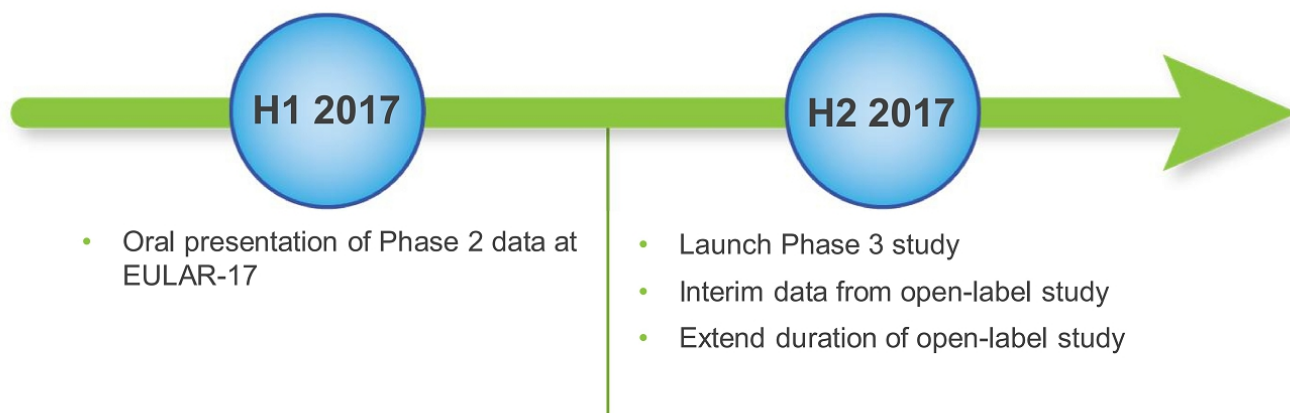 H1 2017
H2 2017
• Oral presentation of Phase 2 data at
EULAR-17
• Launch Phase 3 study
• Interim data from open-label study
• Extend duration of open-label study